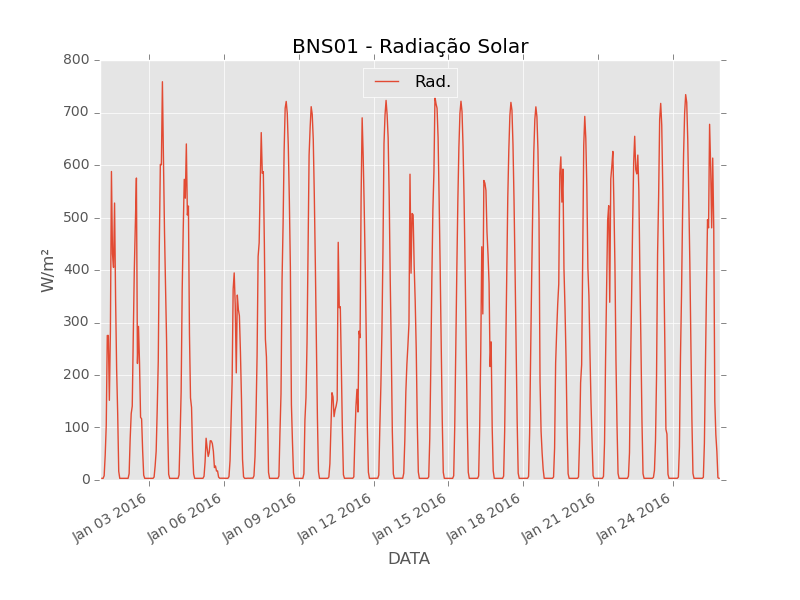 BNS01 - Radiação Solar
Rad.
800
700
600
500
400
300
200
100
0
W/m²
Jan 03 2016
Jan 06 2016
Jan 09 2016
Jan 12 2016
Jan 15 2016
Jan 18 2016
Jan 21 2016
Jan 24 2016
DATA